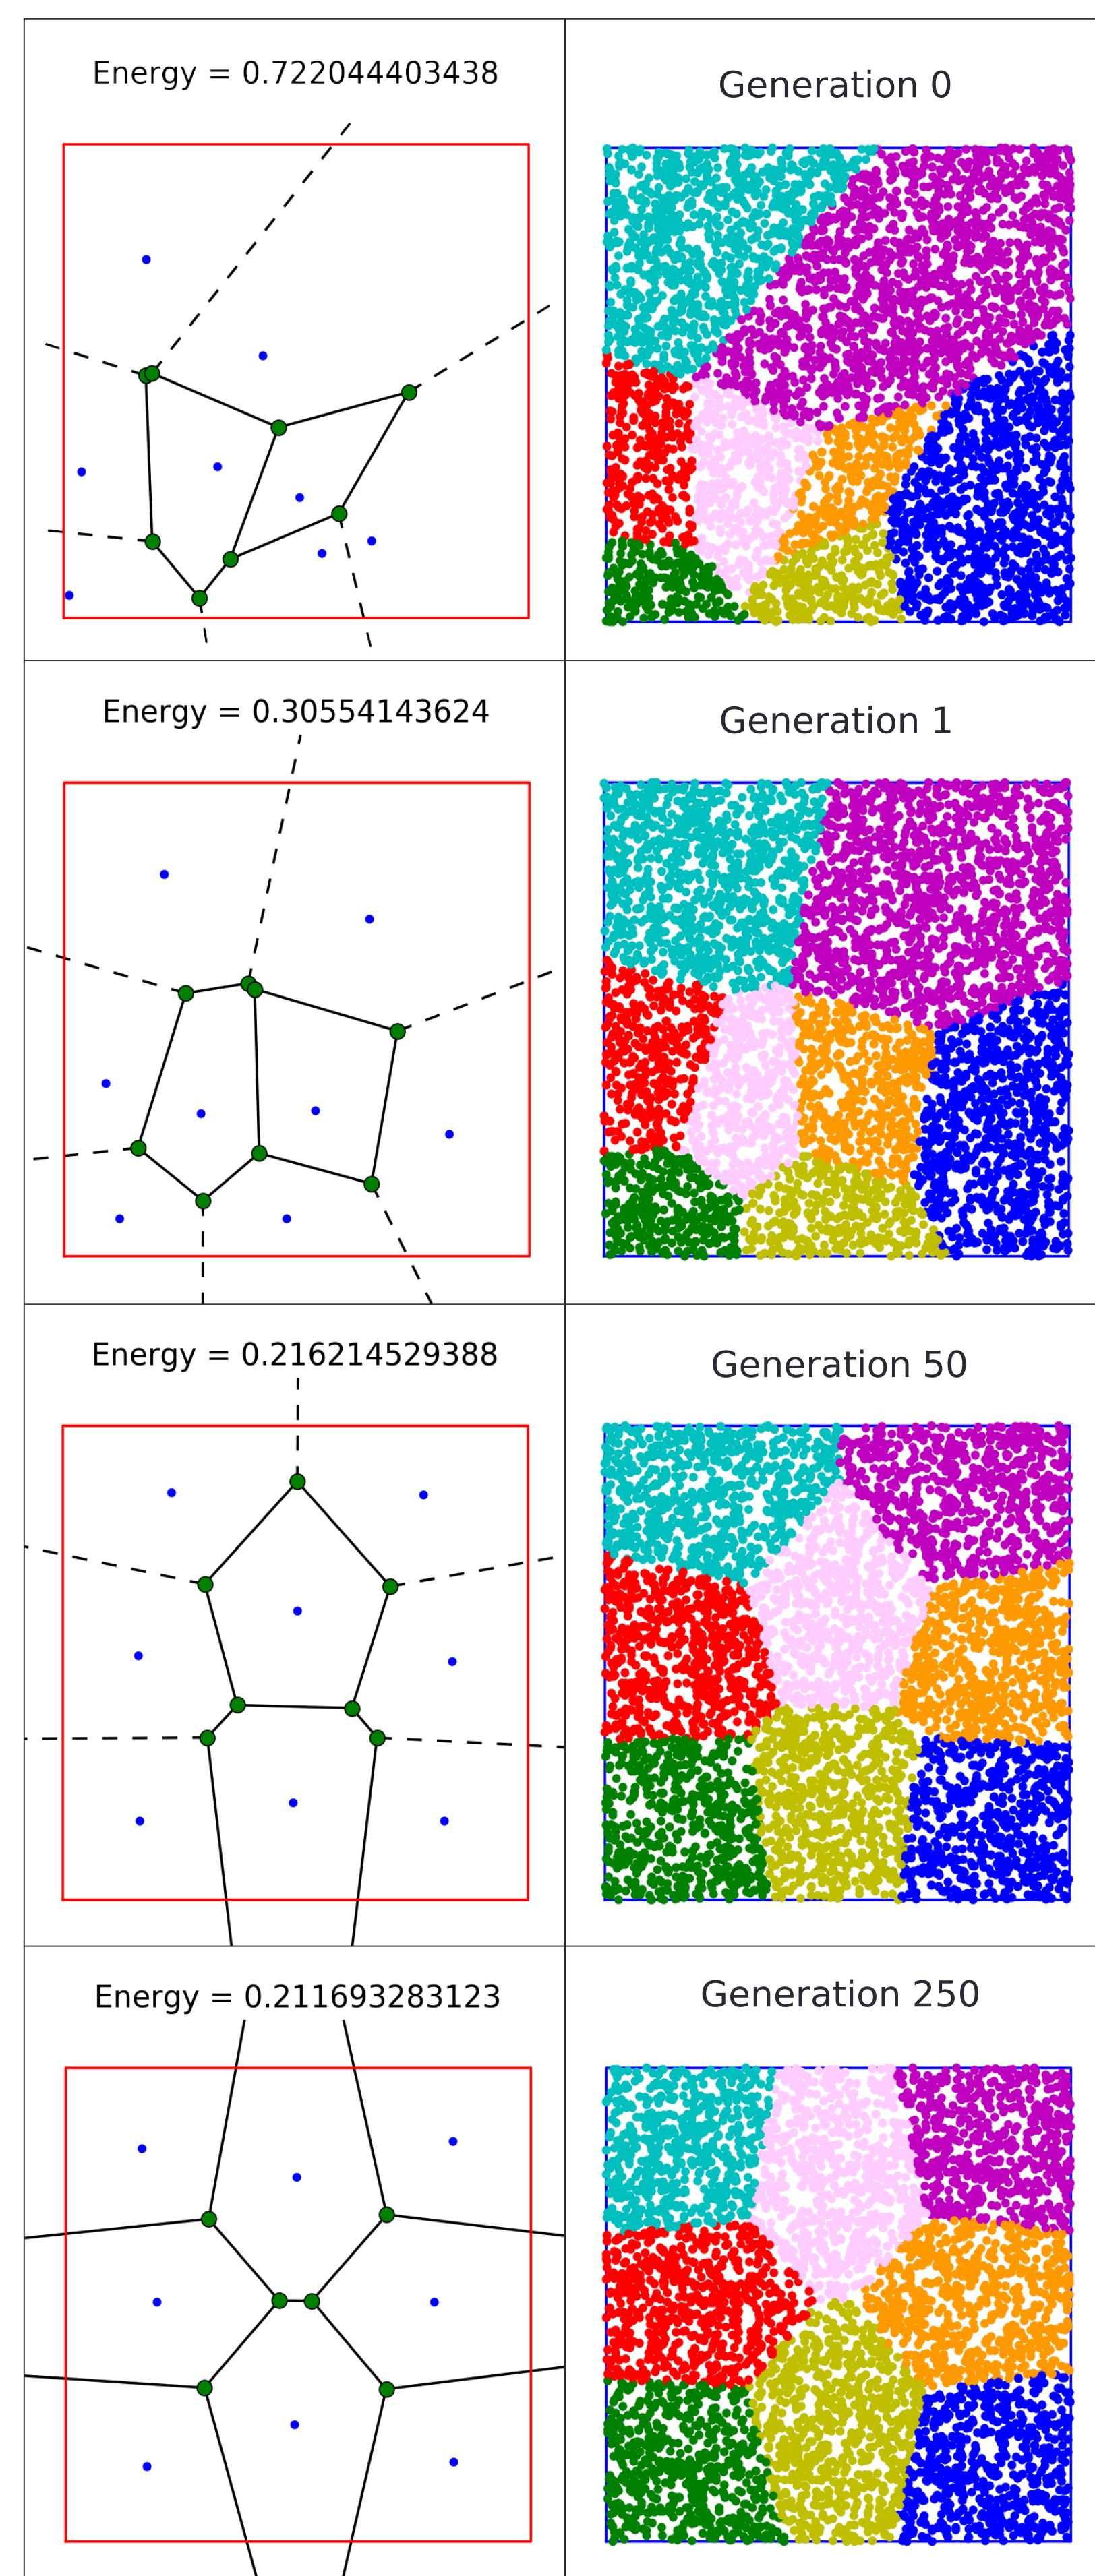 Energy = 0.722044403438
Generation 0
Energy = 0.30554143624
Generation 1
Energy = 0.216214529388
Generation 50
Energy = 0.211693283123
Generation 250